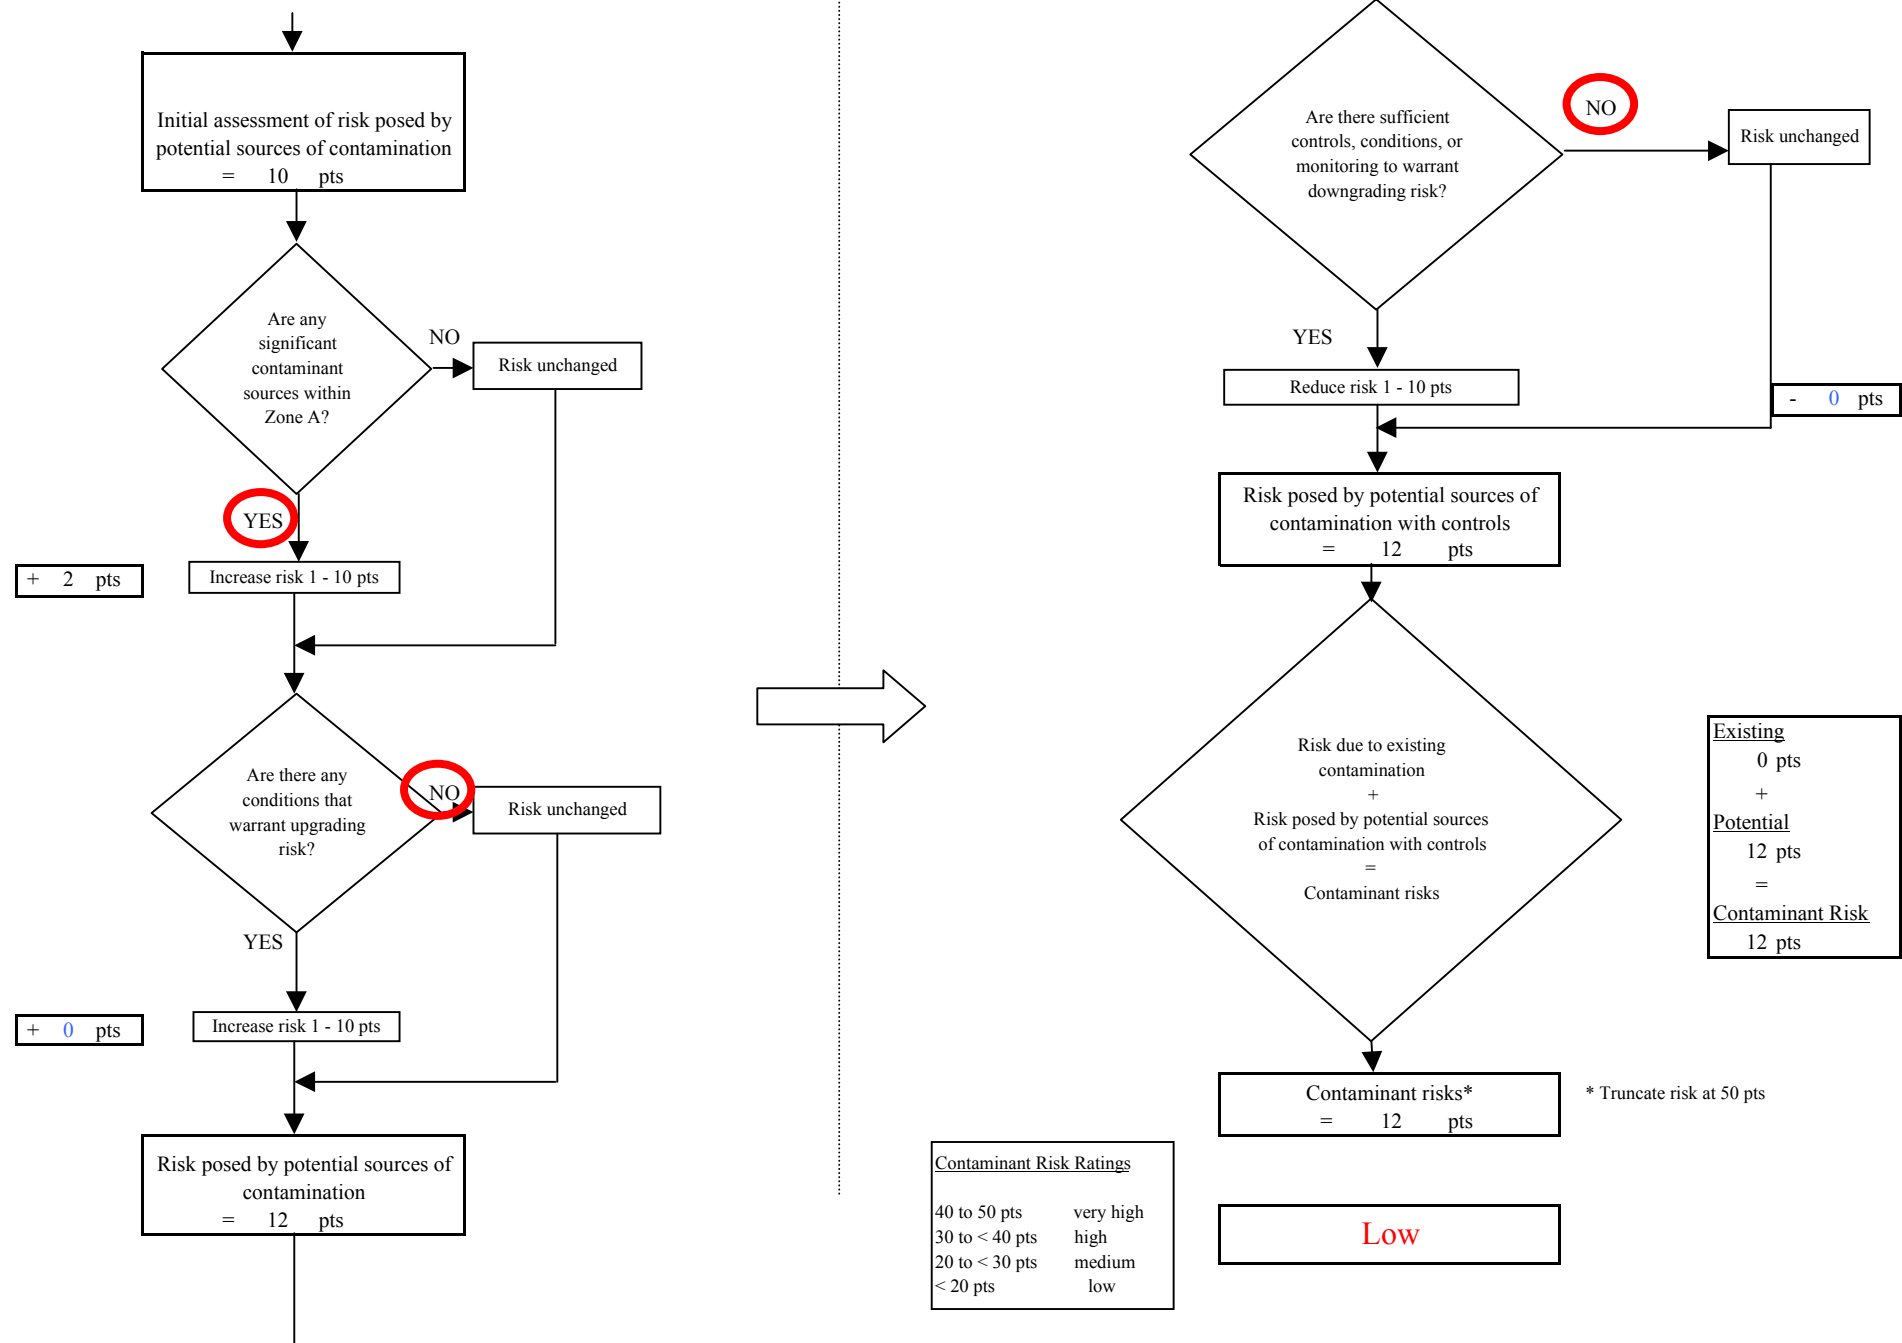 Initial assessment of risk posed by
potential sources of contamination
= 10 pts
Are any
significant
contaminant
sources within
Zone A?
NO
Risk unchanged
YES
+ 2 pts
Increase risk 1 - 10 pts
Are there any
conditions that
warrant upgrading
risk?
NO
Risk unchanged
YES
+ 0 pts
Increase risk 1 - 10 pts
Risk posed by potential sources of
contamination
= 12 pts
Are there sufficient
controls, conditions, or
monitoring to warrant
downgrading risk?
NO
Risk unchanged
YES
Reduce risk 1 - 10 pts
- 0 pts
Risk posed by potential sources of
contamination with controls
= 12 pts
Risk due to existing
contamination
+
Risk posed by potential sources
of contamination with controls
=
Contaminant risks
Existing
0 pts
+
Potential
12 pts
=
Contaminant Risk
12 pts
Contaminant risks*
= 12 pts
* Truncate risk at 50 pts
Contaminant Risk Ratings
40 to 50 pts very high
30 to < 40 pts high
20 to < 30 pts medium
< 20 pts low
Low